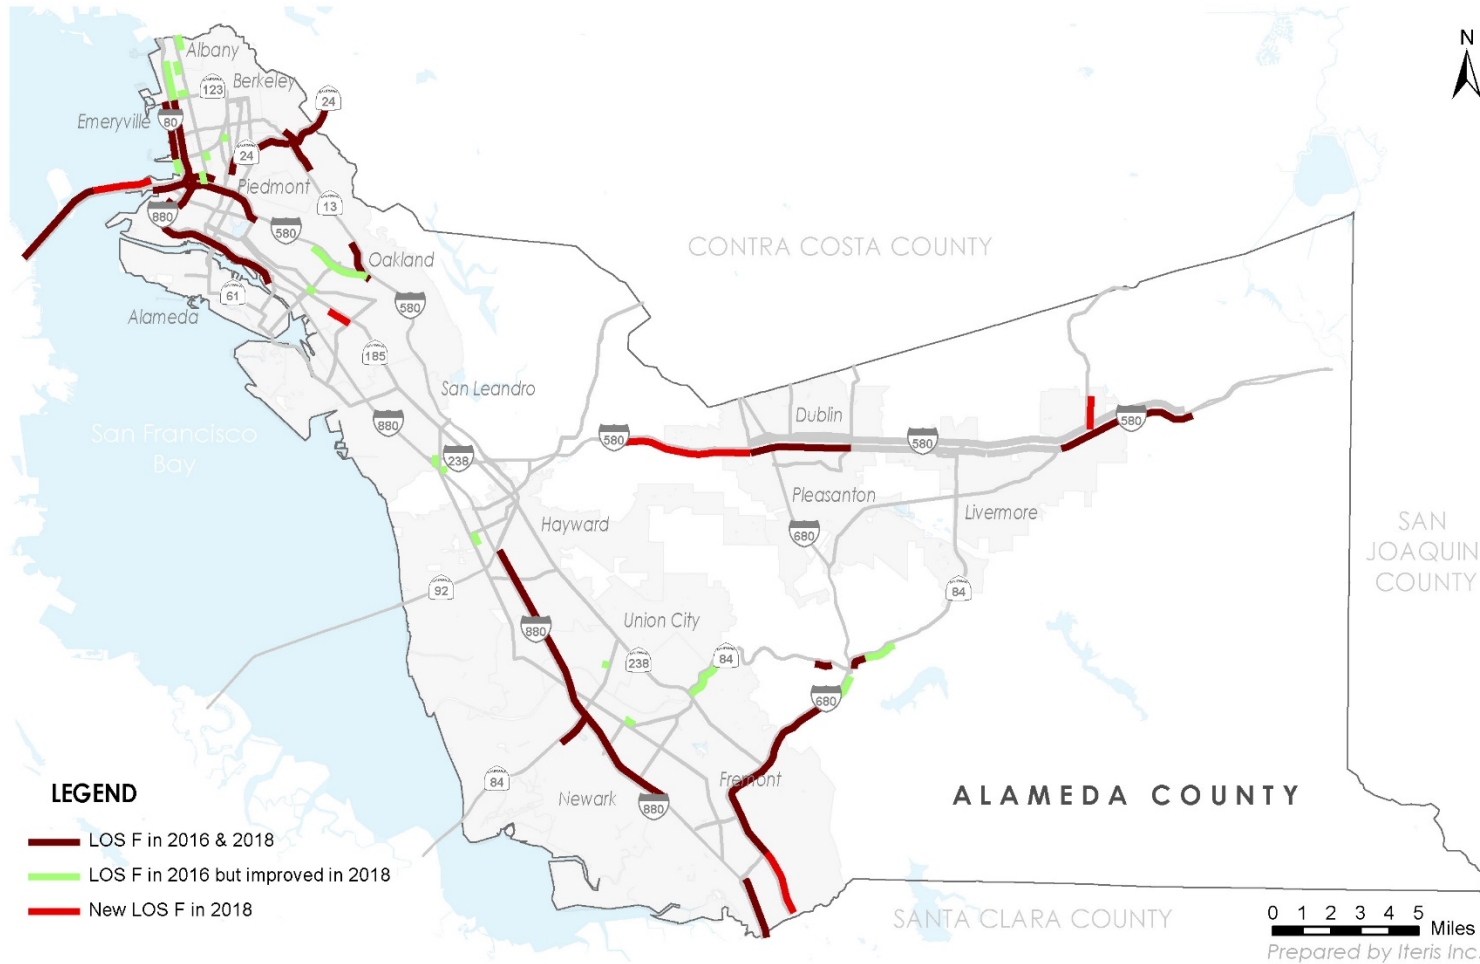 N
Albany
123
Berkeley
24
Emeryville
80
24
Piedmont
13
880
580
Oakland
CONTRA COSTA COUNTY
61
580
Alameda
185
San Leandro
880
Dublin
580
580
580
San Francisco
Bay
238
Pleasanton
Livermore
Hayward
680
SAN
JOAQUIN
COUNTY
92
84
Union City
880
238
84
680
84
Fremont
Newark
880
ALAMEDA COUNTY
LEGEND
LOS F in 2016 & 2018
LOS F in 2016 but improved in 2018
New LOS F in 2018
SANTA CLARA COUNTY
0 1 2 3 4 5
Miles
Prepared by Iteris Inc.